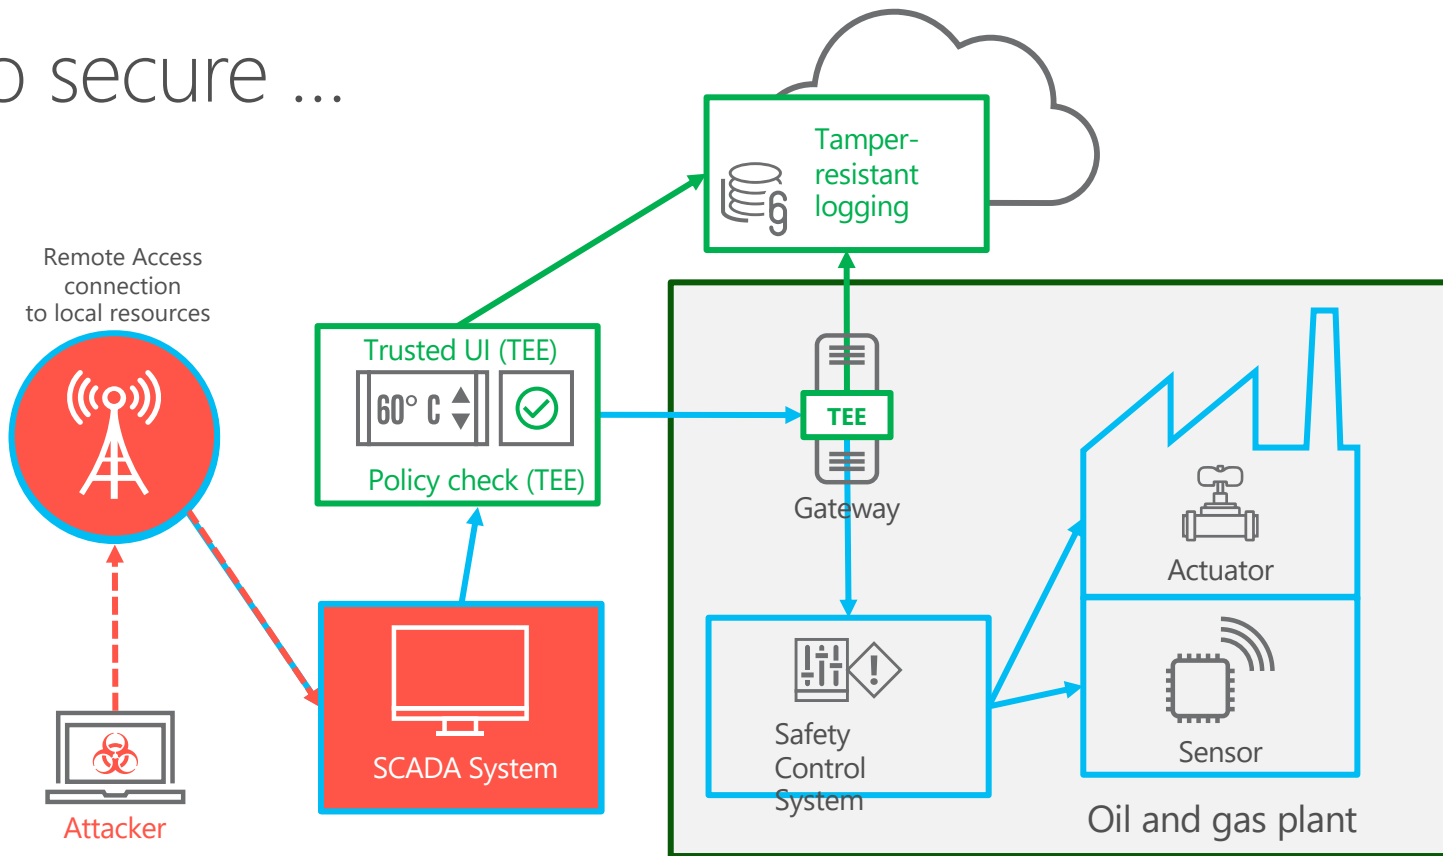 o secure ...
Tamper-
resistant
logging
Remote Access
connection
to local resources
Trusted UI (TEE)
60° C
Policy check (TEE)
TEE
Gateway
Actuator
SCADA System
Safety
Control
System
Sensor
Attacker
Oil and gas plant